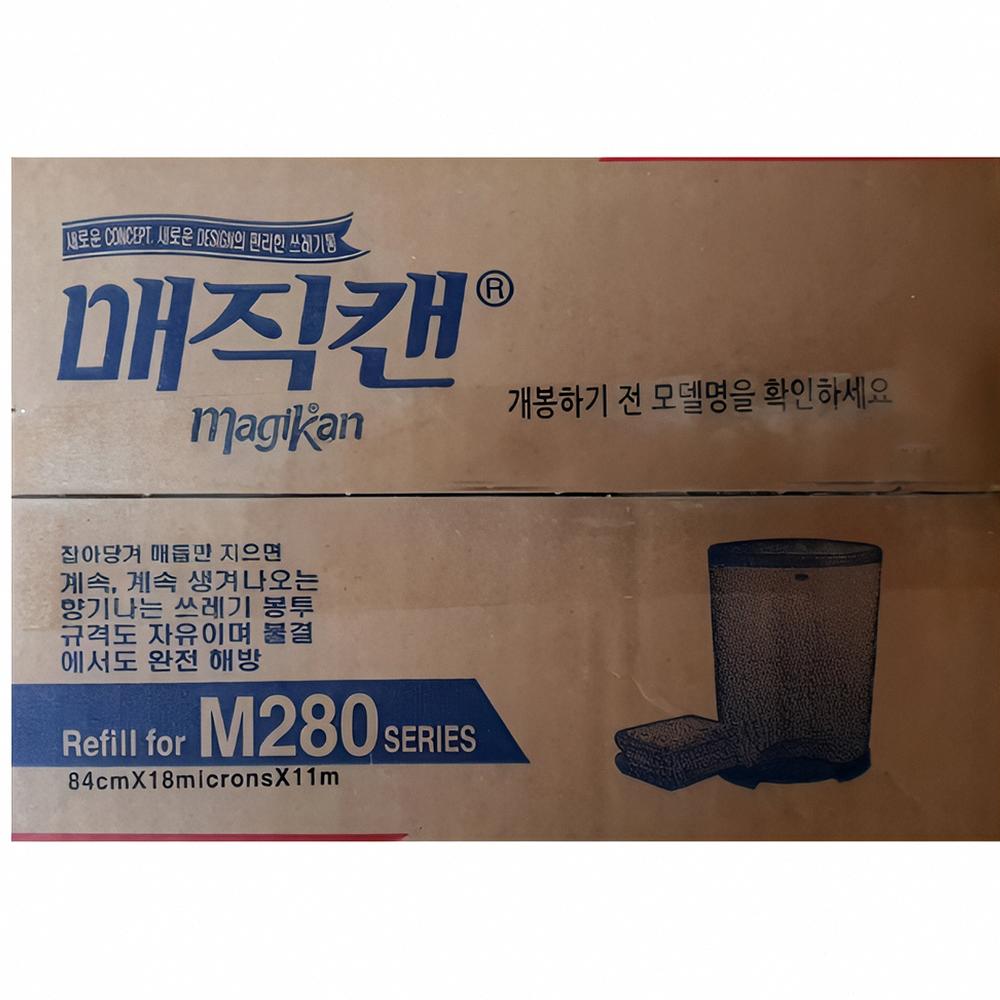 새로운 CONCEPT, 새로운 DESIGN의 편리한 쓰레기통
매직캔®
magikan
개봉하기 전 모델명을 확인하세요
잡아당겨 매듭만 지으면
계속, 계속 생겨나오는
향기나는 쓰레기 봉투
규격도 자유이며 불결
에서도 완전 해방
Refill for M280 SERIES
84cmX18micronsX11m